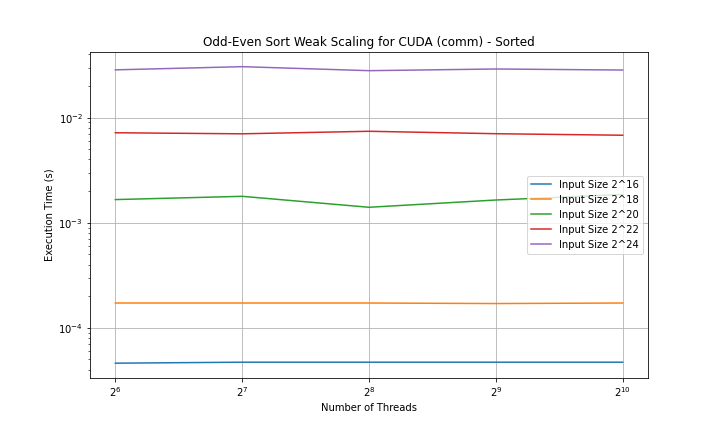 Odd-Even Sort Weak Scaling for CUDA (comm) - Sorted
Execution Time (s)
10^-2
10^-3
10^-4
Input Size 2^16
Input Size 2^18
Input Size 2^20
Input Size 2^22
Input Size 2^24
2^6 2^7 2^8 2^9 2^10
Number of Threads